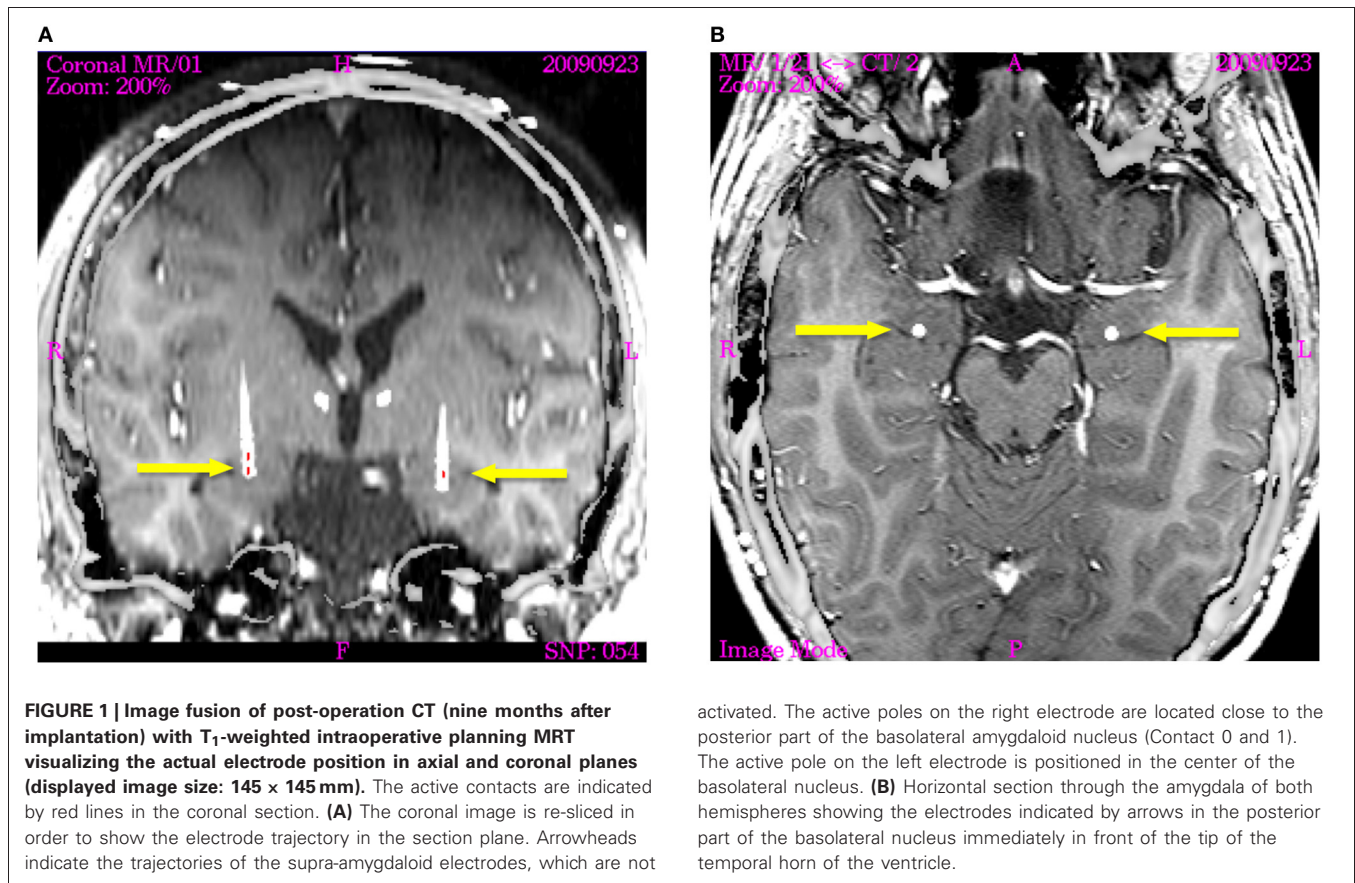 A
Coronal MR/01
H
20090923
Zoom: 200%
R
L
F
SNP: 054
B
MR/ 1/21 <-> CT/ 2
A
20090923
Zoom: 200%
R
L
Image Mode
P
FIGURE 1 | Image fusion of post-operation CT (nine months after
implantation) with T1-weighted intraoperative planning MRT
visualizing the actual electrode position in axial and coronal planes
(displayed image size: 145 × 145 mm). The active contacts are indicated
by red lines in the coronal section. (A) The coronal image is re-sliced in
order to show the electrode trajectory in the section plane. Arrowheads
indicate the trajectories of the supra-amygdaloid electrodes, which are not
activated. The active poles on the right electrode are located close to the
posterior part of the basolateral amygdaloid nucleus (Contact 0 and 1).
The active pole on the left electrode is positioned in the center of the
basolateral nucleus. (B) Horizontal section through the amygdala of both
hemispheres showing the electrodes indicated by arrows in the posterior
part of the basolateral nucleus immediately in front of the tip of the
temporal horn of the ventricle.